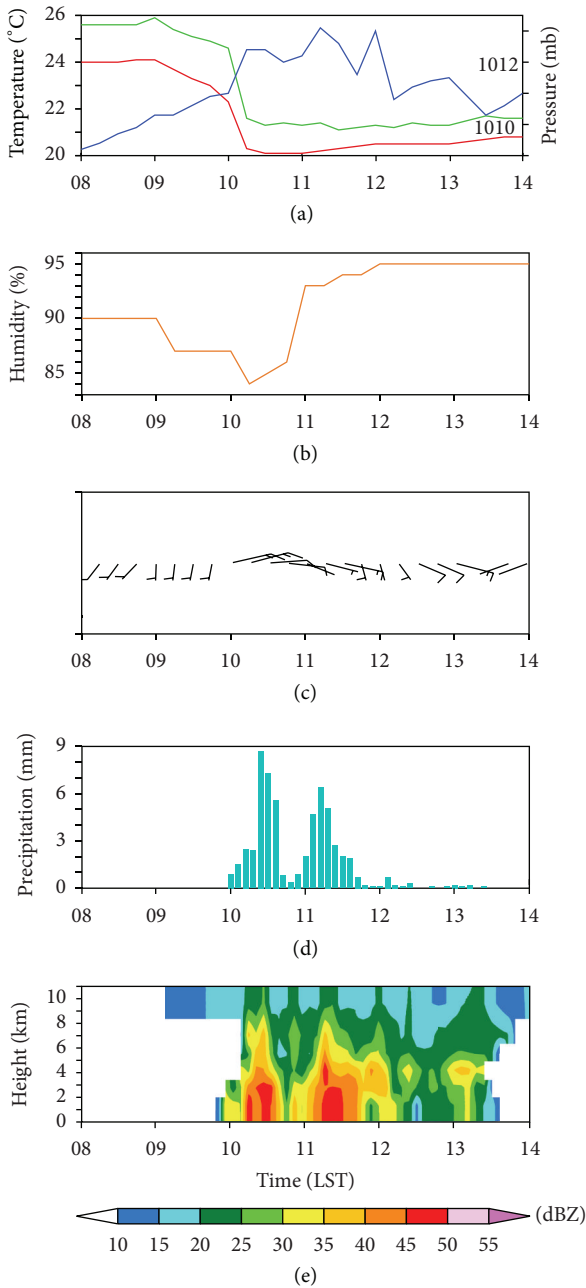 26
24
22
20
Temperature (˚C)
1012
1010
Pressure (mb)
08 09 10 11 12 13 14
(a)
95
90
85
Humidity (%)
08 09 10 11 12 13 14
(b)
08 09 10 11 12 13 14
(c)
9
6
3
0
Precipitation (mm)
08 09 10 11 12 13 14
(d)
10
8
6
4
2
0
Height (km)
08 09 10 11 12 13 14
Time (LST)
(dBZ)
10 15 20 25 30 35 40 45 50 55
(e)